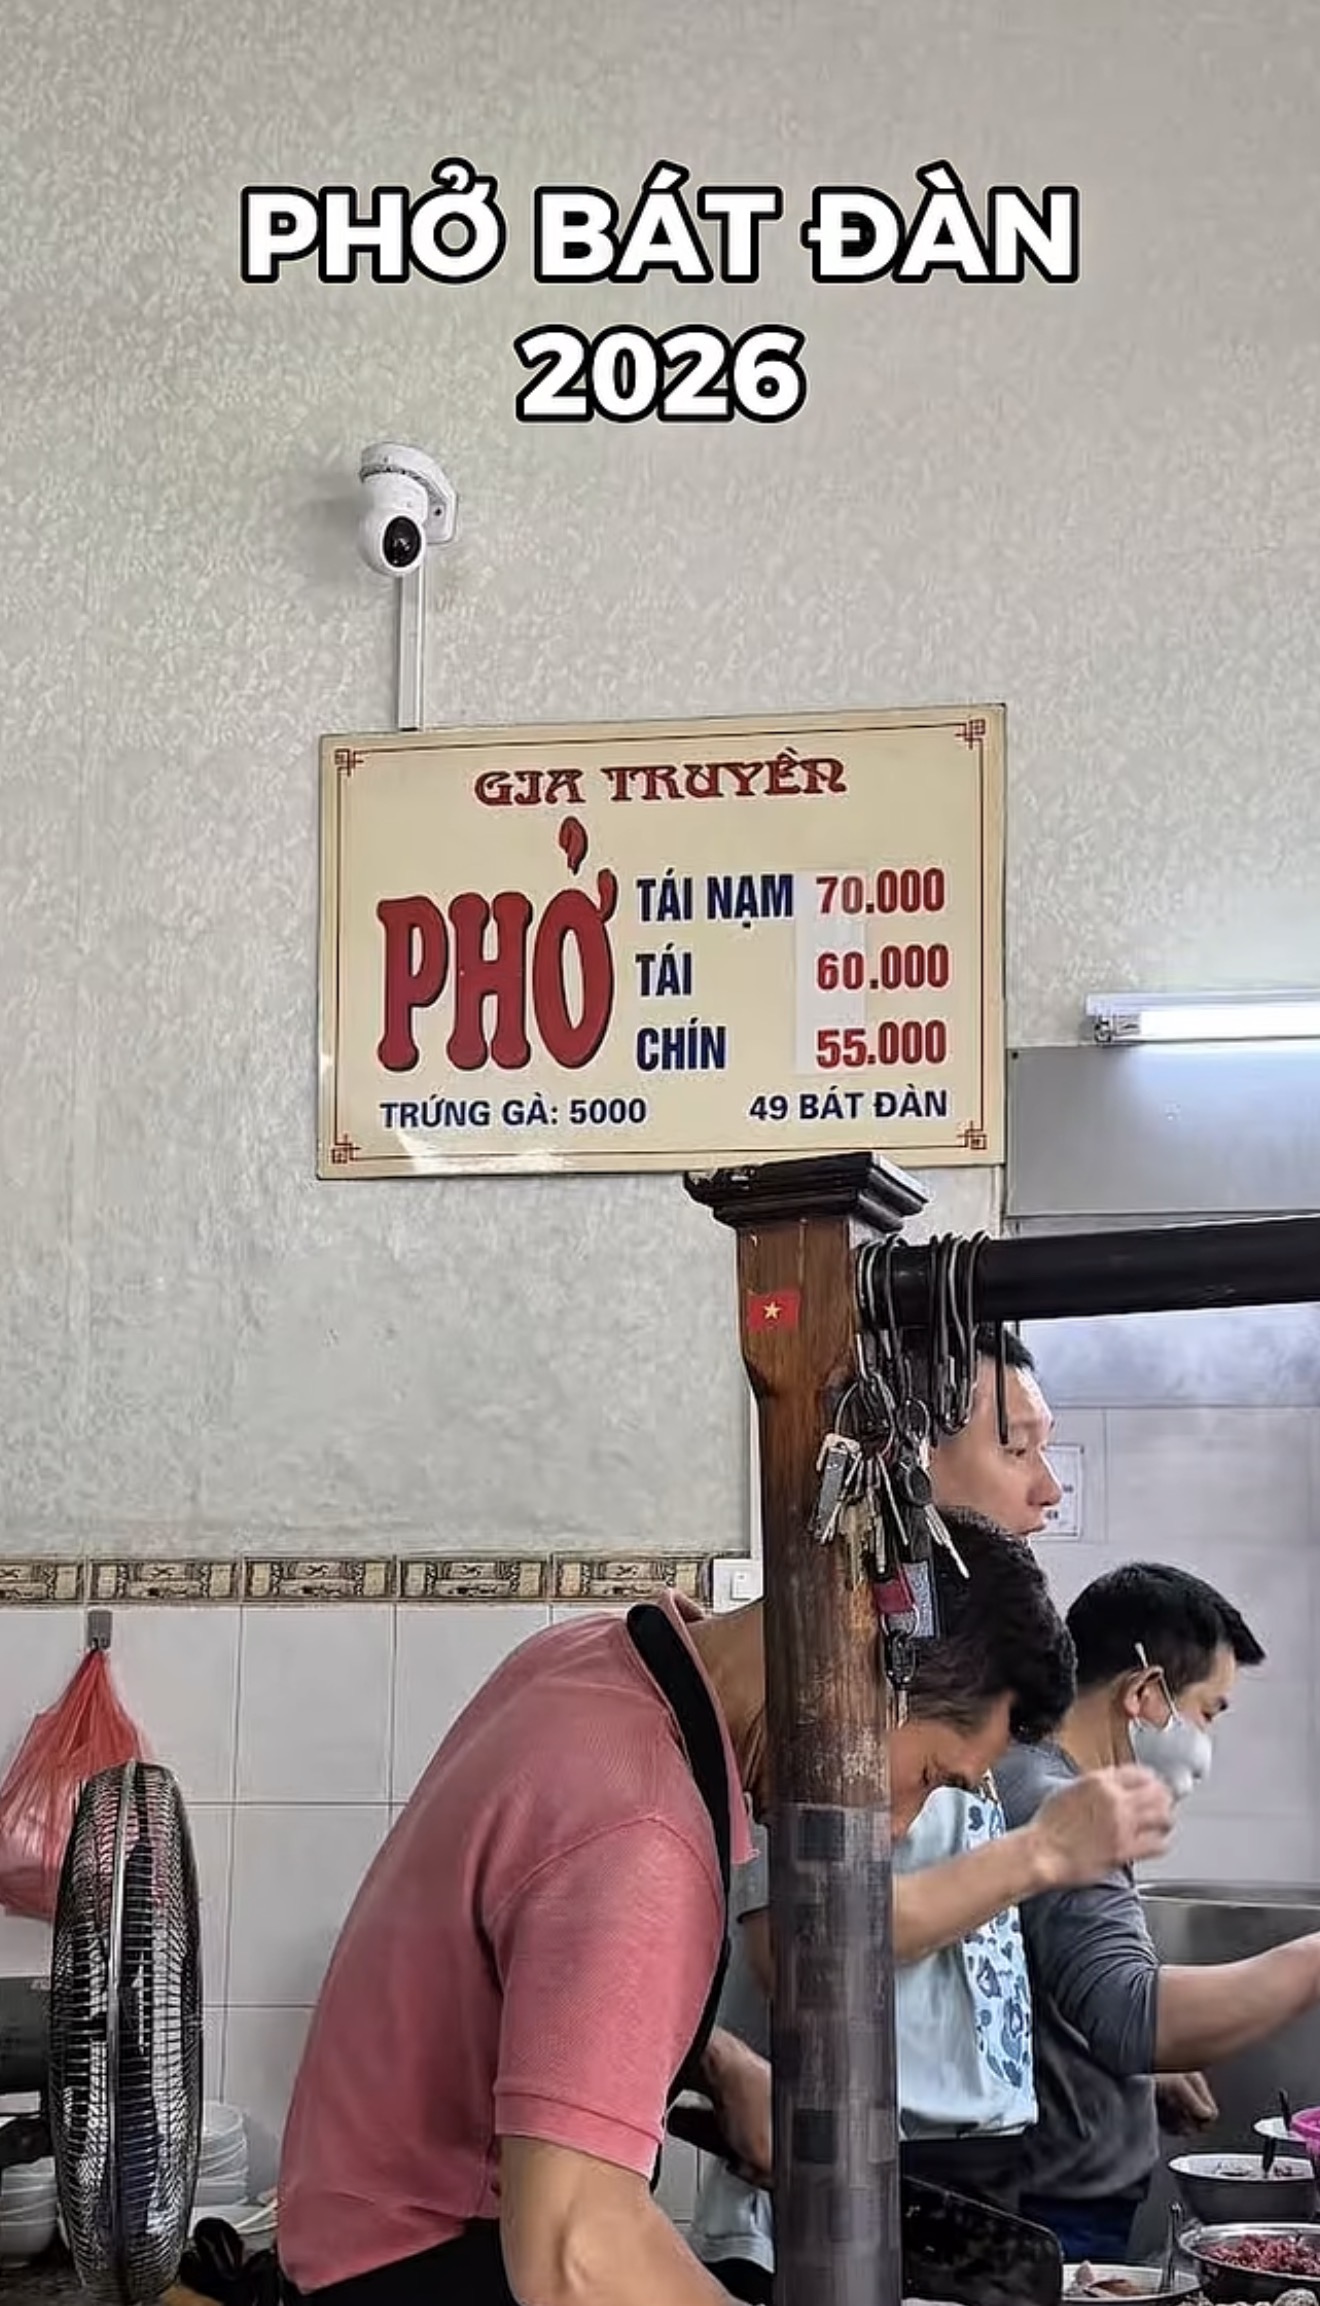 PHỞ BÁT ĐÀN
2026
GIA TRUYỀN
PHỞ
TÁI NẠM 70.000
TÁI 60.000
CHÍN 55.000
TRỨNG GÀ: 5000 49 BÁT ĐÀN